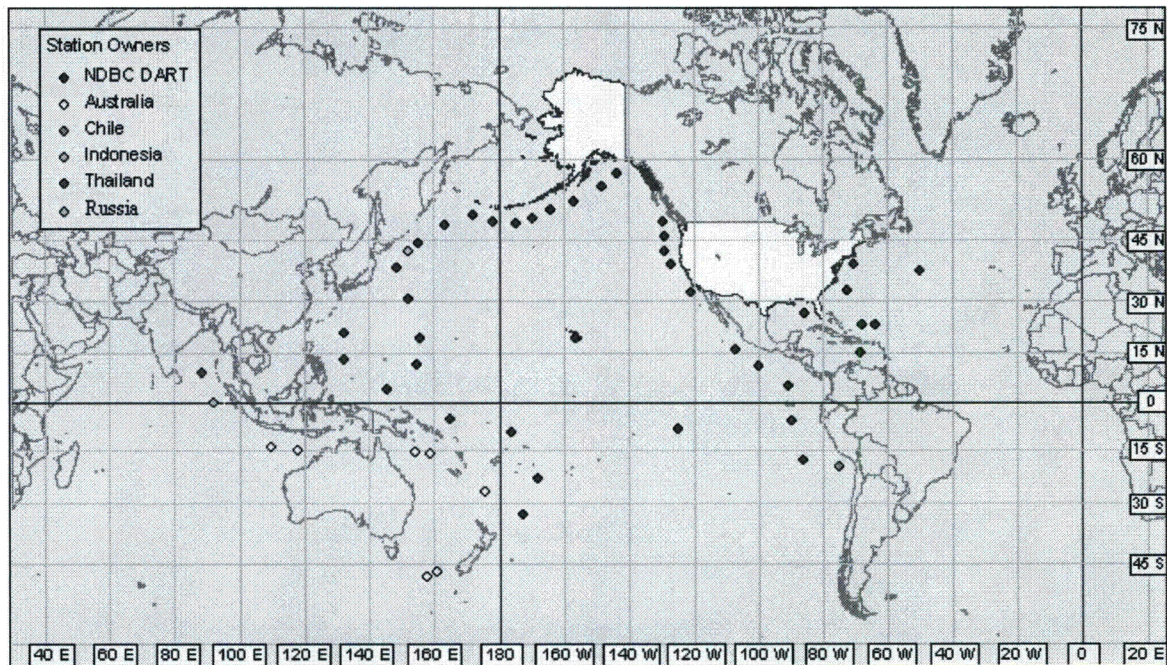 Station Owners
NDBC DART
Australia
Chile
Indonesia
Thailand
Russia
75 N
60 N
45 N
30 N
15 N
0
15 S
30 S
45 S
40 E 60 E 80 E 100 E 120 E 140 E 160 E 180 160 W 140 W 120 W 100 W 80 W 60 W 40 W 20 W 0 20 E